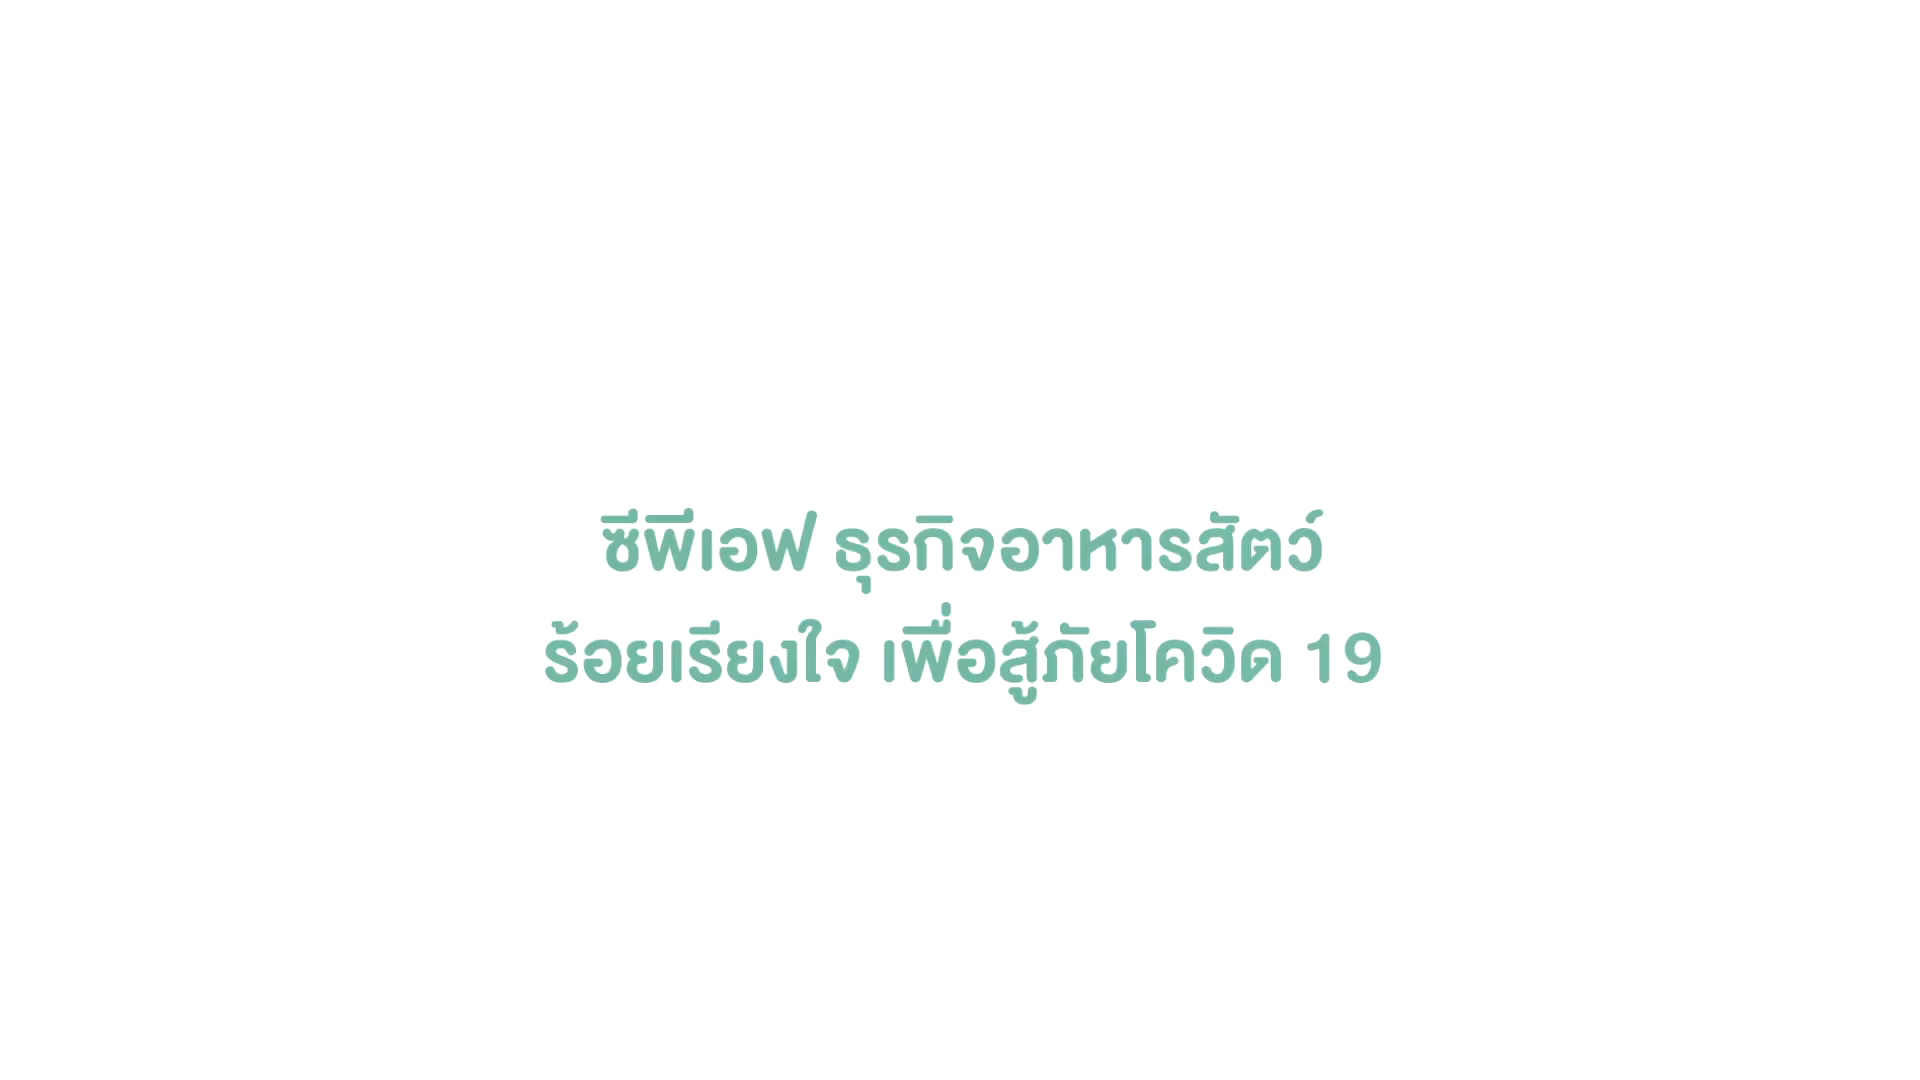 ซีพีเอฟ ธุรกิจอาหารสัตว์
ร้อยเรียงใจ เพื่อสู้ภัยโควิด 19